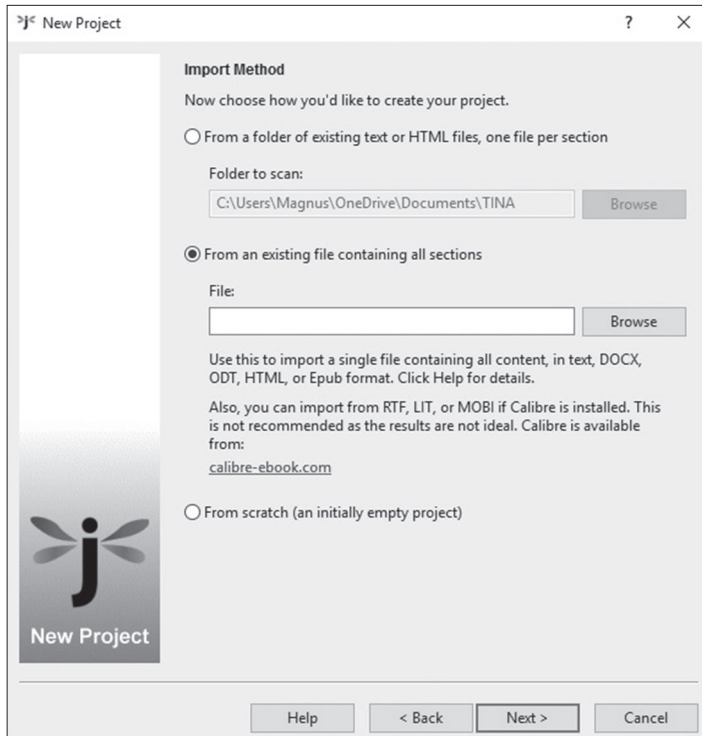 New Project
?
Import Method
Now choose how you'd like to create your project.
From a folder of existing text or HTML files, one file per section
Folder to scan:
C:\Users\Magnus\OneDrive\Documents\TINA
Browse
From an existing file containing all sections
File:
Browse
Use this to import a single file containing all content, in text, DOCX,
ODT, HTML, or Epub format. Click Help for details.
Also, you can import from RTF, LIT, or MOBI if Calibre is installed. This
is not recommended as the results are not ideal. Calibre is available
from:
calibre-ebook.com
From scratch (an initially empty project)
j
New Project
Help
< Back
Next >
Cancel